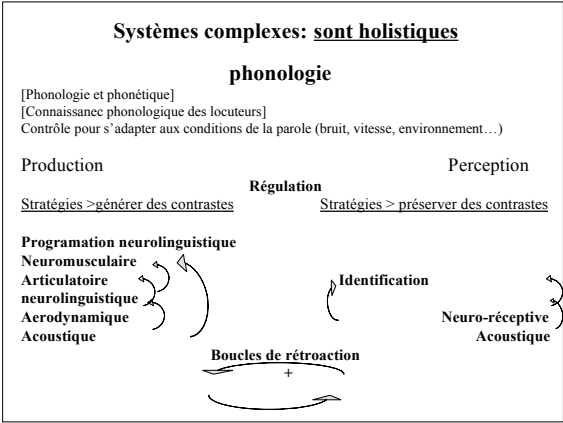 Systèmes complexes: sont holistiques
phonologie
[Phonologie et phonétique]
[Connaissanec phonologique des locuteurs]
Contrôle pour s’adapter aux conditions de la parole (bruit, vitesse, environnement…)
Production Perception
Régulation
Stratégies >générer des contrastes Stratégies > préserver des contrastes
Programation neurolinguistique
Neuromusculaire
Articulatoire Identification
neurolinguistique
Aerodynamique Neuro-réceptive
Acoustique Acoustique
Boucles de rétroaction
+